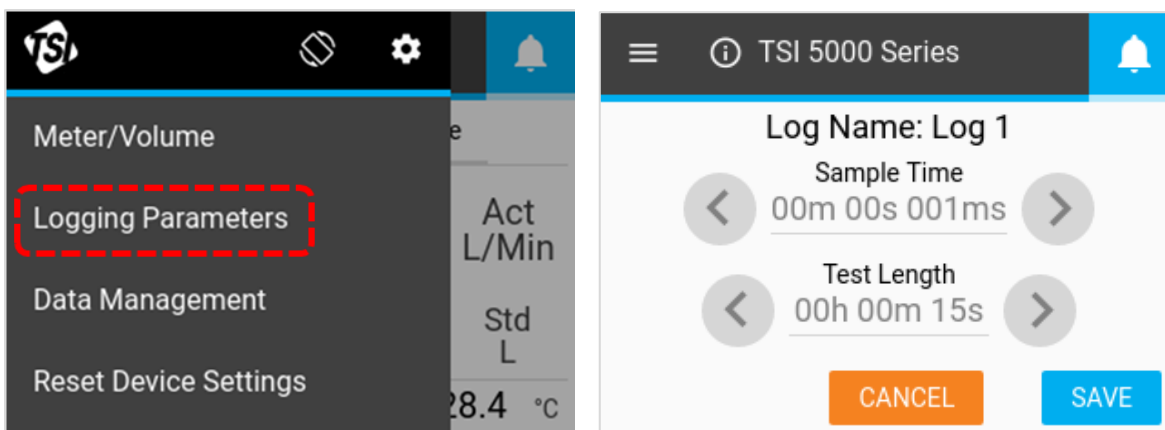 TSI
Meter/Volume
e
Logging Parameters
Act
L/Min
Data Management
Std
L
Reset Device Settings
28.4 °C
TSI 5000 Series
Log Name: Log 1
Sample Time
00m 00s 001ms
Test Length
00h 00m 15s
CANCEL
SAVE